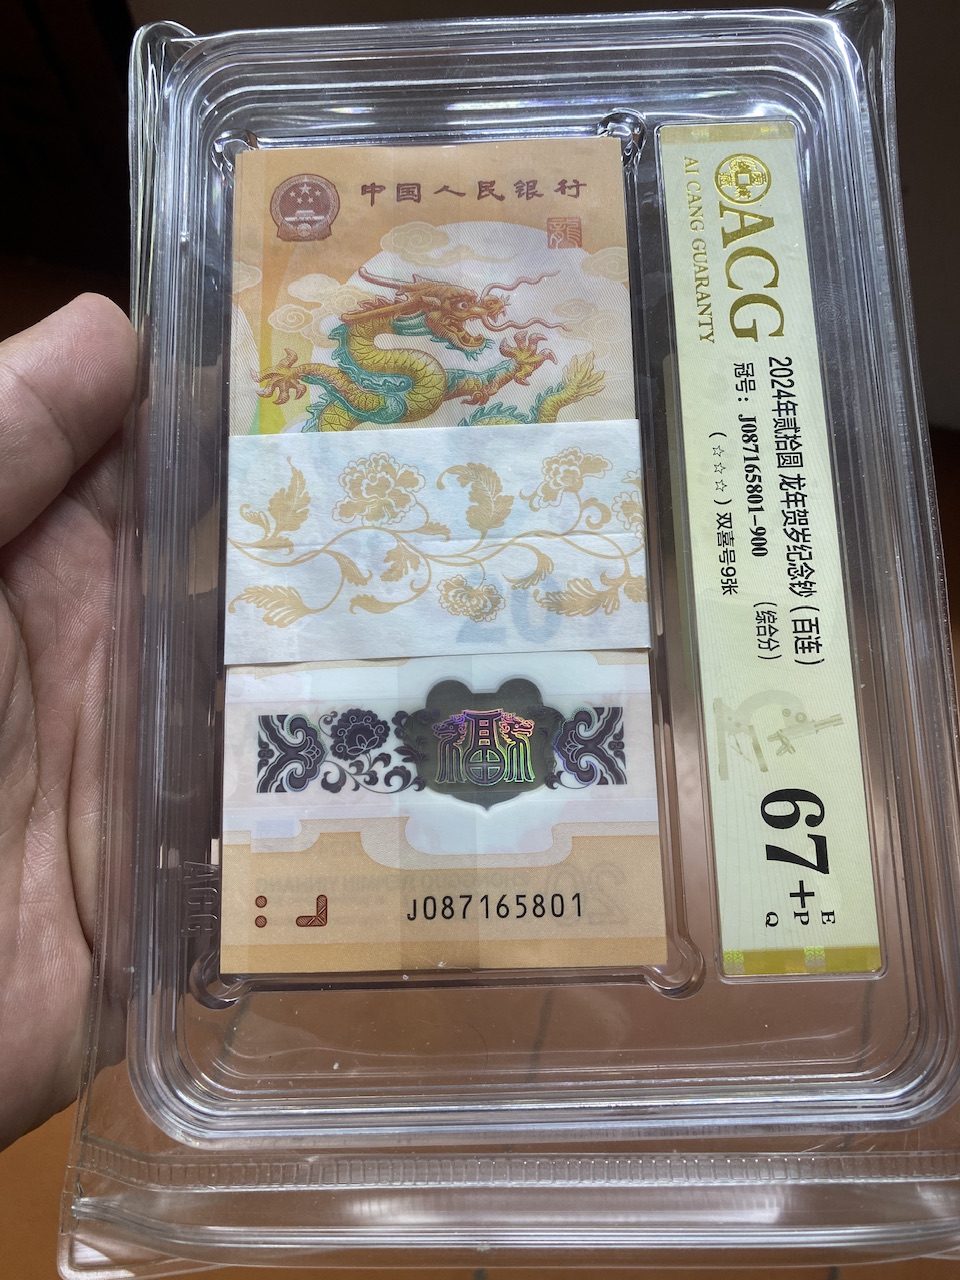 中国人民银行
J087165801
ACG
AI CANG GUARANTY
2024年贰拾圆 龙年贺岁纪念钞（百连）
冠号：J087165801-900 （综合分）
（☆☆☆）双喜号9张
67+
E
P
Q
20
ACG